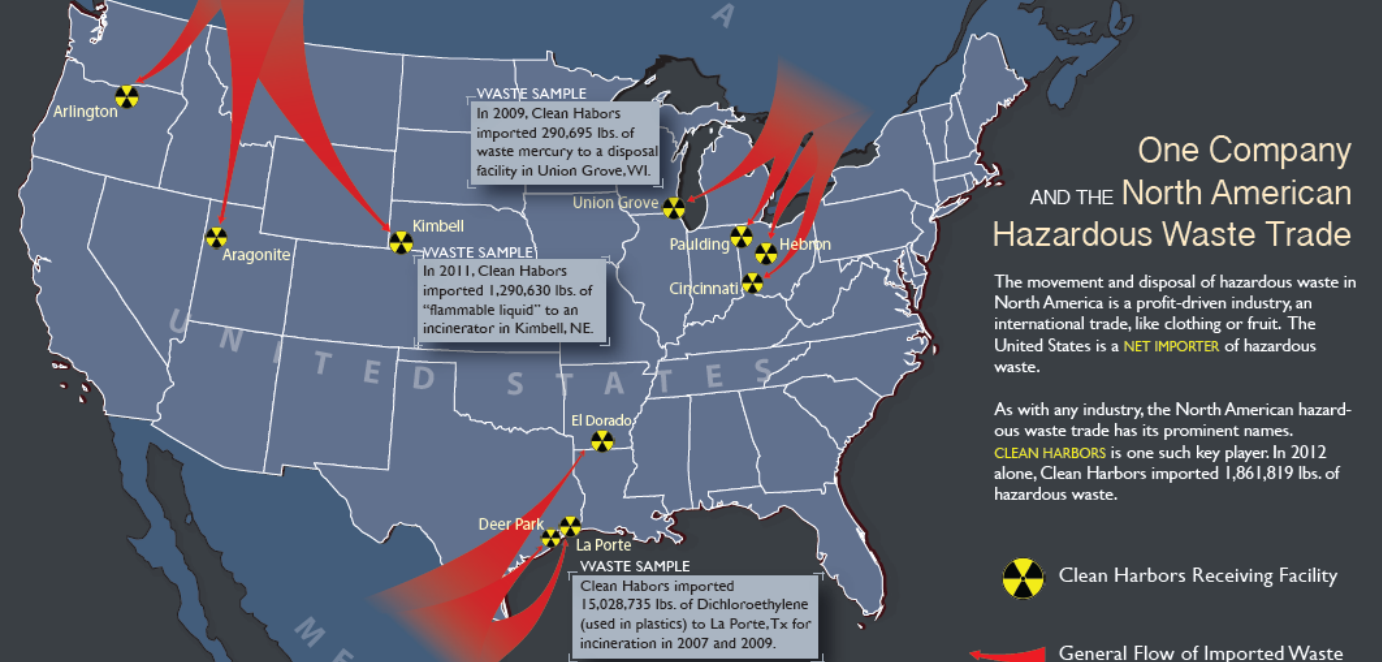 A
Arlington
WASTE SAMPLE
In 2009, Clean Habors
imported 290,695 lbs. of
waste mercury to a disposal
facility in Union Grove, WI.
Union Grove
Kimbell
Aragonite
Paulding
Hebron
Cincinnati
WASTE SAMPLE
In 2011, Clean Habors
imported 1,290,630 lbs. of
“flammable liquid” to an
incinerator in Kimbell, NE.
UNITED STATES
El Dorado
Deer Park
La Porte
WASTE SAMPLE
Clean Habors imported
15,028,735 lbs. of Dichloroethylene
(used in plastics) to La Porte, Tx for
incineration in 2007 and 2009.
M E
One Company
AND THE North American
Hazardous Waste Trade
The movement and disposal of hazardous waste in
North America is a profit-driven industry, an
international trade, like clothing or fruit. The
United States is a NET IMPORTER of hazardous
waste.
As with any industry, the North American hazard-
ous waste trade has its prominent names.
CLEAN HARBORS is one such key player. In 2012
alone, Clean Harbors imported 1,861,819 lbs. of
hazardous waste.
Clean Harbors Receiving Facility
General Flow of Imported Waste